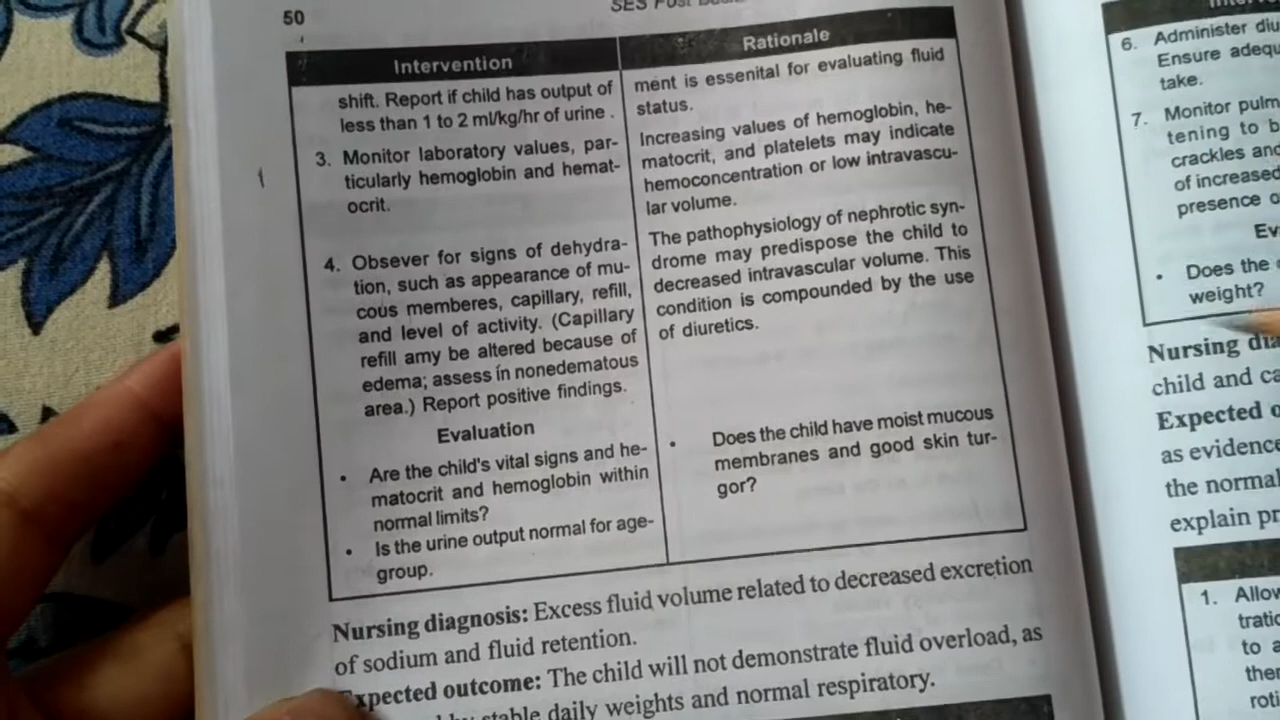 50
SES Post
Intervention
Rationale
shift. Report if child has output of
less than 1 to 2 ml/kg/hr of urine .
3. Monitor laboratory values, par-
ticularly hemoglobin and hemat-
ocrit.
4. Obsever for signs of dehydra-
tion, such as appearance of mu-
cous memberes, capillary, refill,
and level of activity. (Capillary
refill amy be altered because of
edema; assess in nonedematous
area.) Report positive findings.
Evaluation
• Are the child's vital signs and he-
matocrit and hemoglobin within
normal limits?
• Is the urine output normal for age-
group.
ment is essenital for evaluating fluid
status.
Increasing values of hemoglobin, he-
matocrit, and platelets may indicate
hemoconcentration or low intravascu-
lar volume.
The pathophysiology of nephrotic syn-
drome may predispose the child to
decreased intravascular volume. This
condition is compounded by the use
of diuretics.
• Does the child have moist mucous
membranes and good skin tur-
gor?
Nursing diagnosis: Excess fluid volume related to decreased excretion
of sodium and fluid retention.
Expected outcome: The child will not demonstrate fluid overload, as
by stable daily weights and normal respiratory.
6. Administer diu
Ensure adequ
take.
7. Monitor pulm
tening to b
crackles and
of increased
presence o
Ev
• Does the
weight?
Nursing dia
child and ca
Expected o
as evidence
the normal
explain pr
1. Allow
tratio
to a
ther
roti